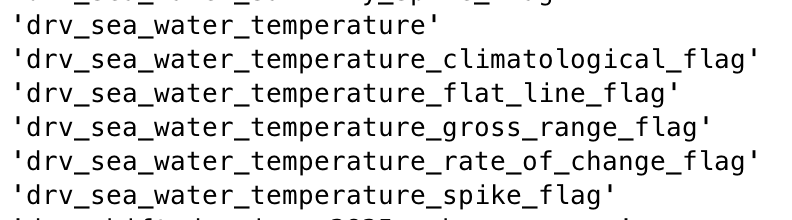 'drv_sea_water_temperature'
'drv_sea_water_temperature_climatological_flag'
'drv_sea_water_temperature_flat_line_flag'
'drv_sea_water_temperature_gross_range_flag'
'drv_sea_water_temperature_rate_of_change_flag'
'drv_sea_water_temperature_spike_flag'